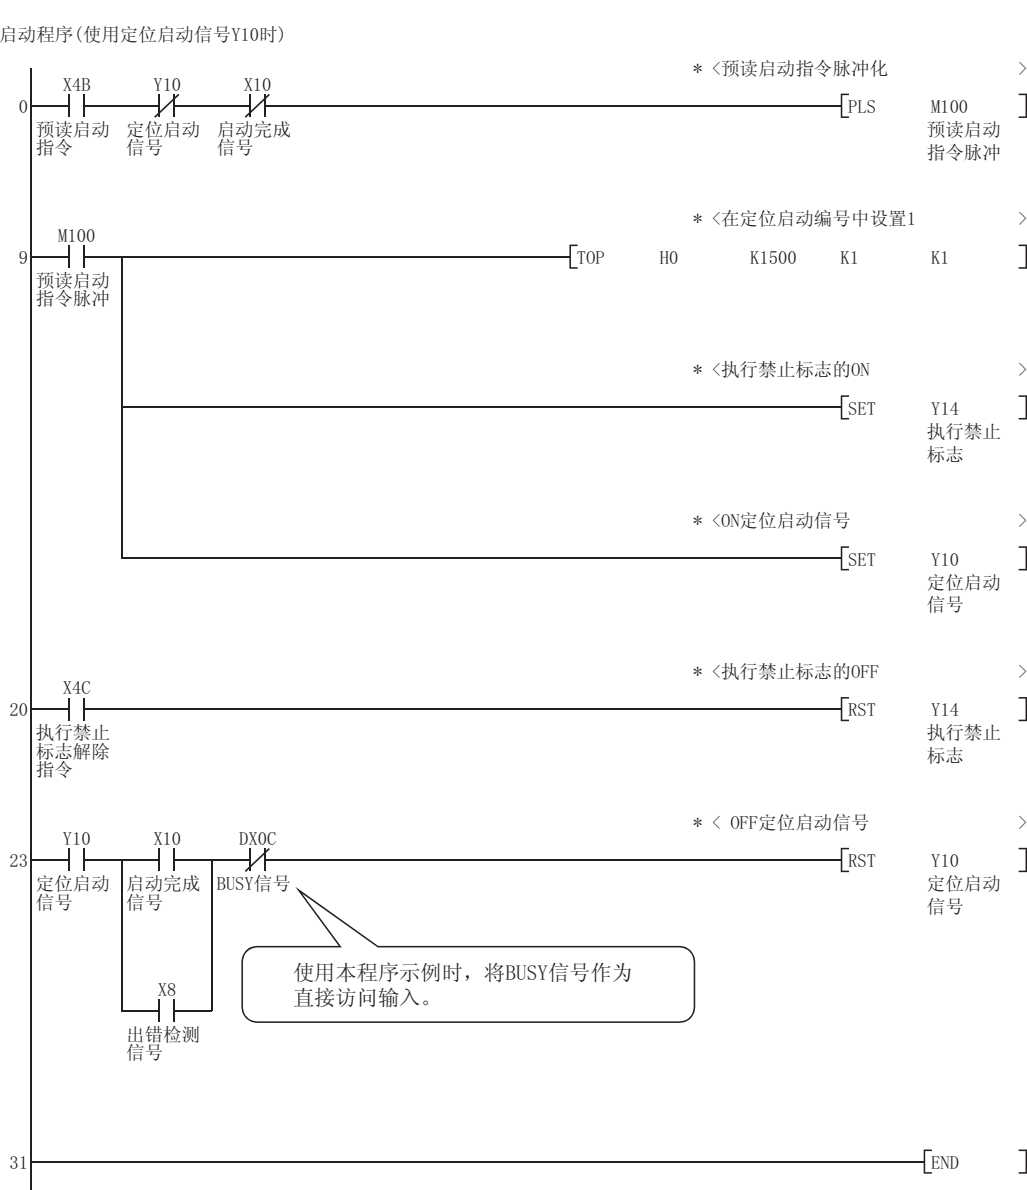 启动程序(使用定位启动信号Y10时)
* <预读启动指令脉冲化 >
X4B Y10 X10
0 [PLS M100 ]
预读启动指令 定位启动信号 启动完成信号 预读启动指令脉冲
* <在定位启动编号中设置1 >
M100
9 [TOP H0 K1500 K1 K1 ]
预读启动指令脉冲
* <执行禁止标志的ON >
[SET Y14 ]
执行禁止
标志
* <ON定位启动信号 >
[SET Y10 ]
定位启动
信号
* <执行禁止标志的OFF >
X4C
20 [RST Y14 ]
执行禁止标志解除指令 执行禁止标志
* < OFF定位启动信号 >
Y10 X10 DX0C
23 [RST Y10 ]
定位启动信号 启动完成信号 BUSY信号 定位启动信号
使用本程序示例时，将BUSY信号作为
直接访问输入。
X8
出错检测
信号
31 [END ]